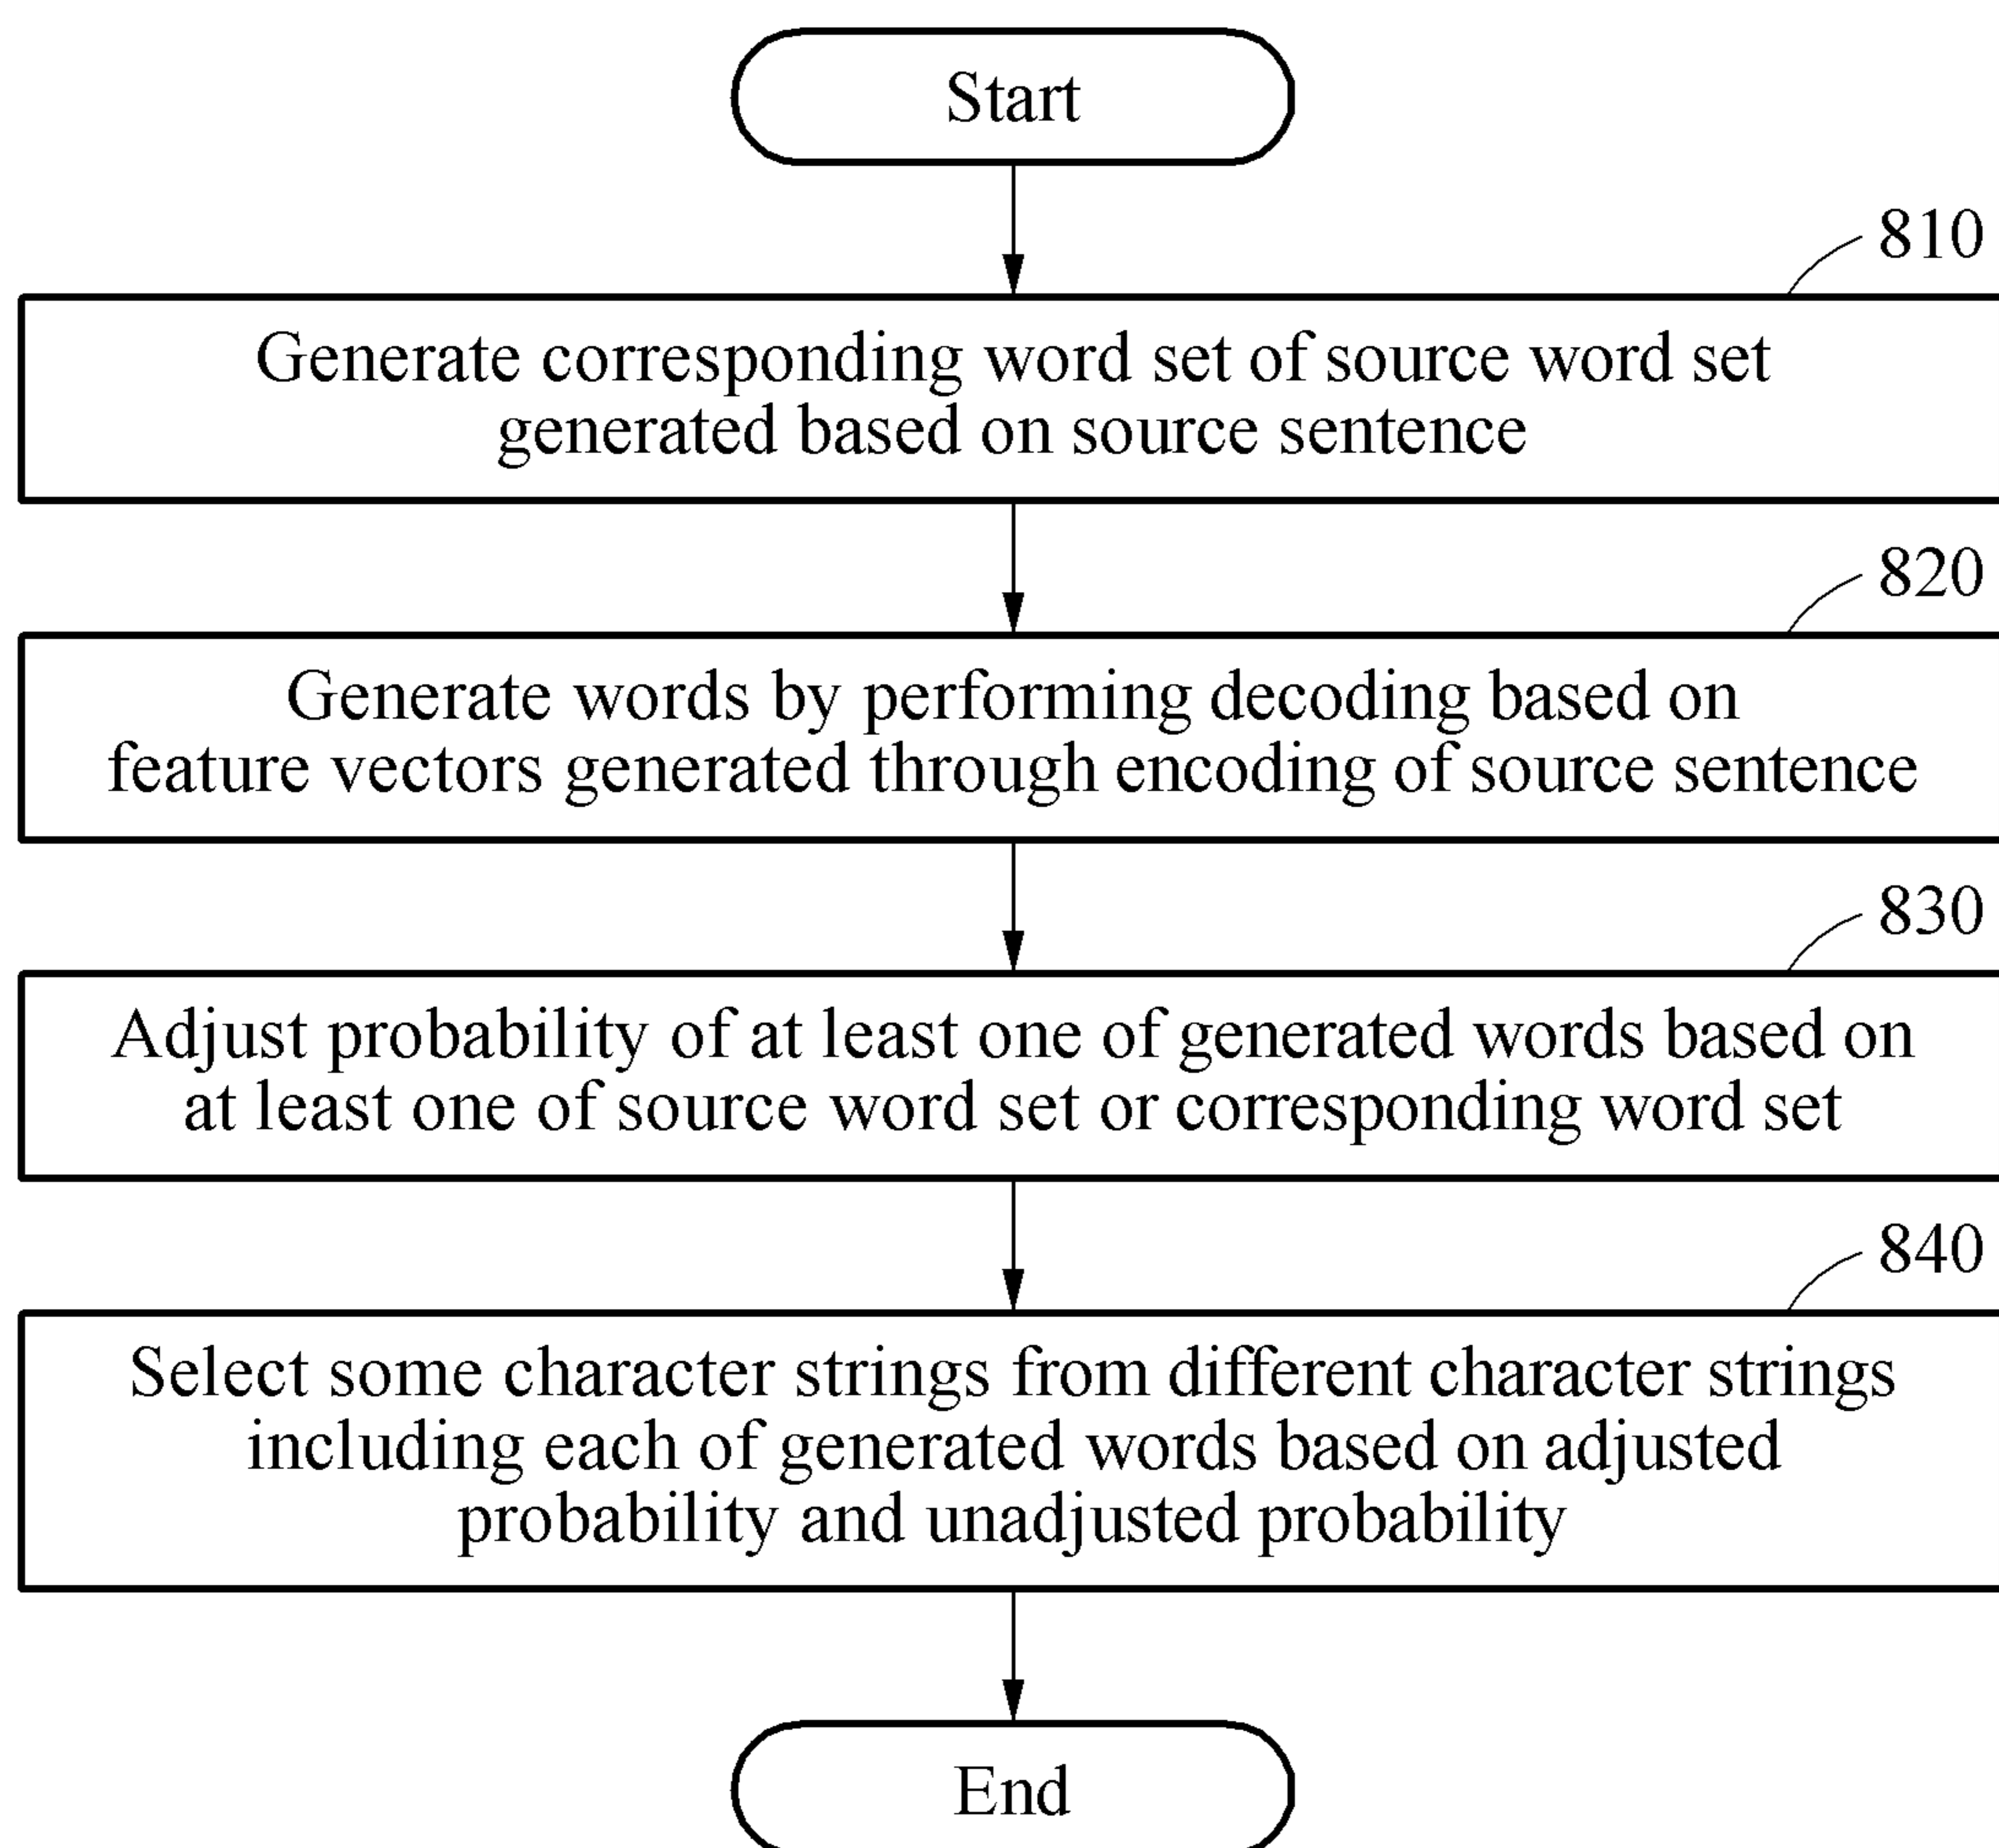 Start
810
Generate corresponding word set of source word set
generated based on source sentence
820
Generate words by performing decoding based on
feature vectors generated through encoding of source sentence
830
Adjust probability of at least one of generated words based on
at least one of source word set or corresponding word set
840
Select some character strings from different character strings
including each of generated words based on adjusted
probability and unadjusted probability
End